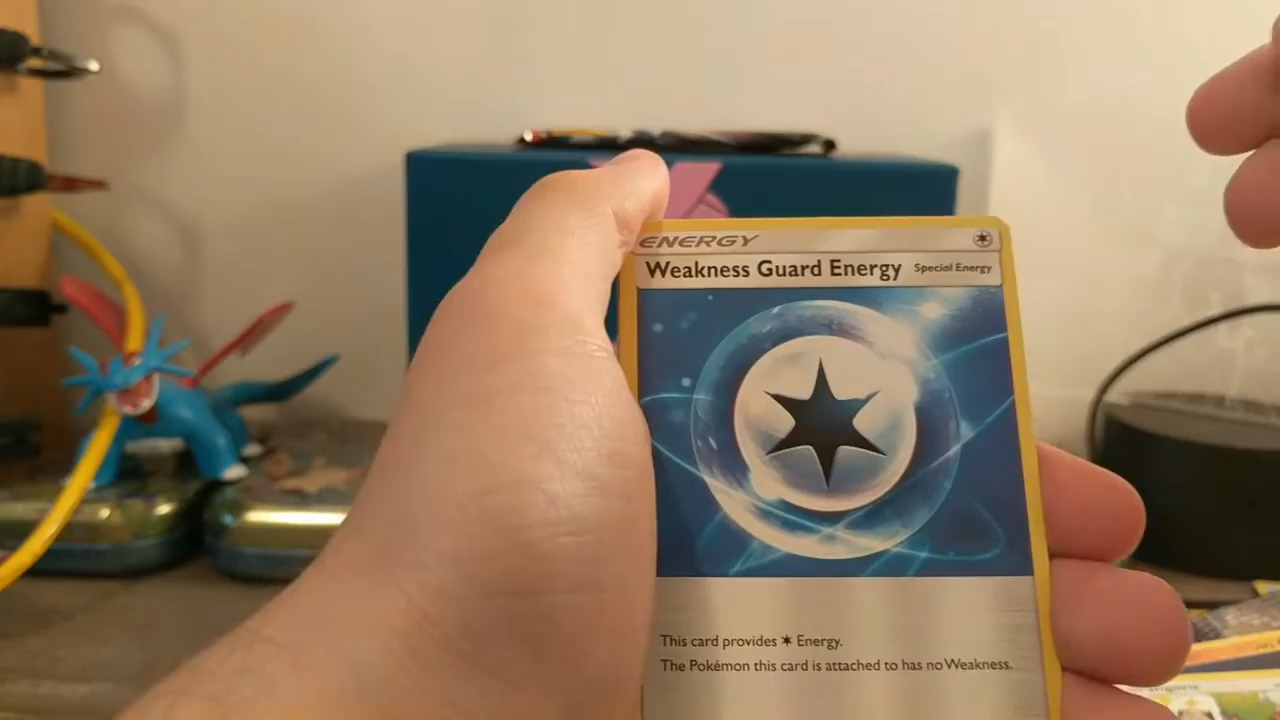 ENERGY
Weakness Guard Energy Special Energy
This card provides Energy.
The Pokémon this card is attached to has no Weakness.